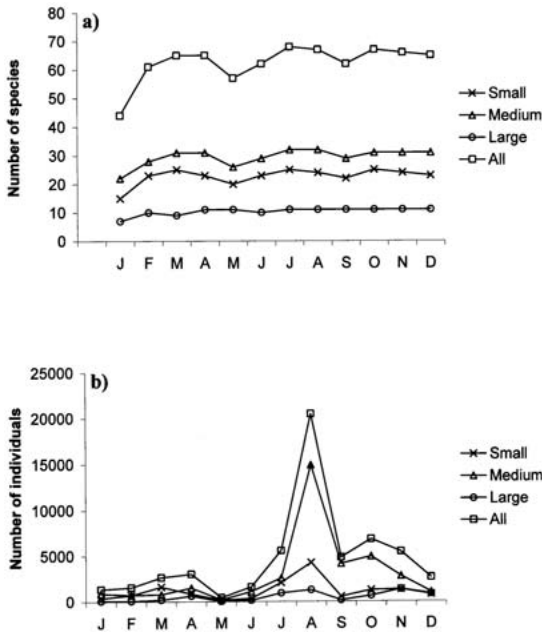 a)
Number of species
80
70
60
50
40
30
20
10
0
J F M A M J J A S O N D
Small
Medium
Large
All
b)
Number of individuals
25000
20000
15000
10000
5000
0
J F M A M J J A S O N D
Small
Medium
Large
All